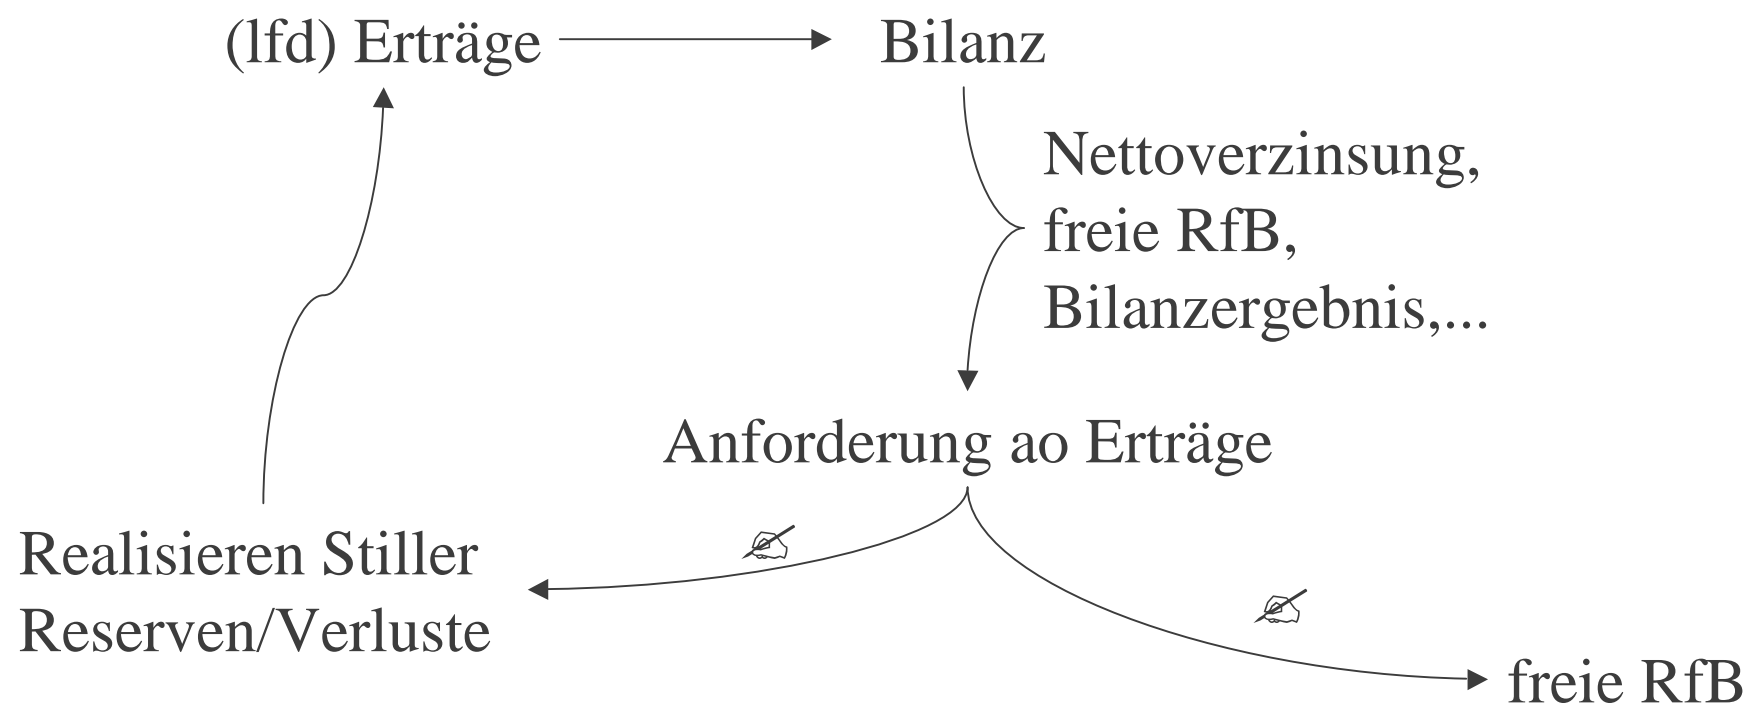 (lfd) Erträge
Bilanz
Nettoverzinsung,
freie RfB,
Bilanzergebnis,...
Anforderung ao Erträge
Realisieren Stiller
Reserven/Verluste
freie RfB